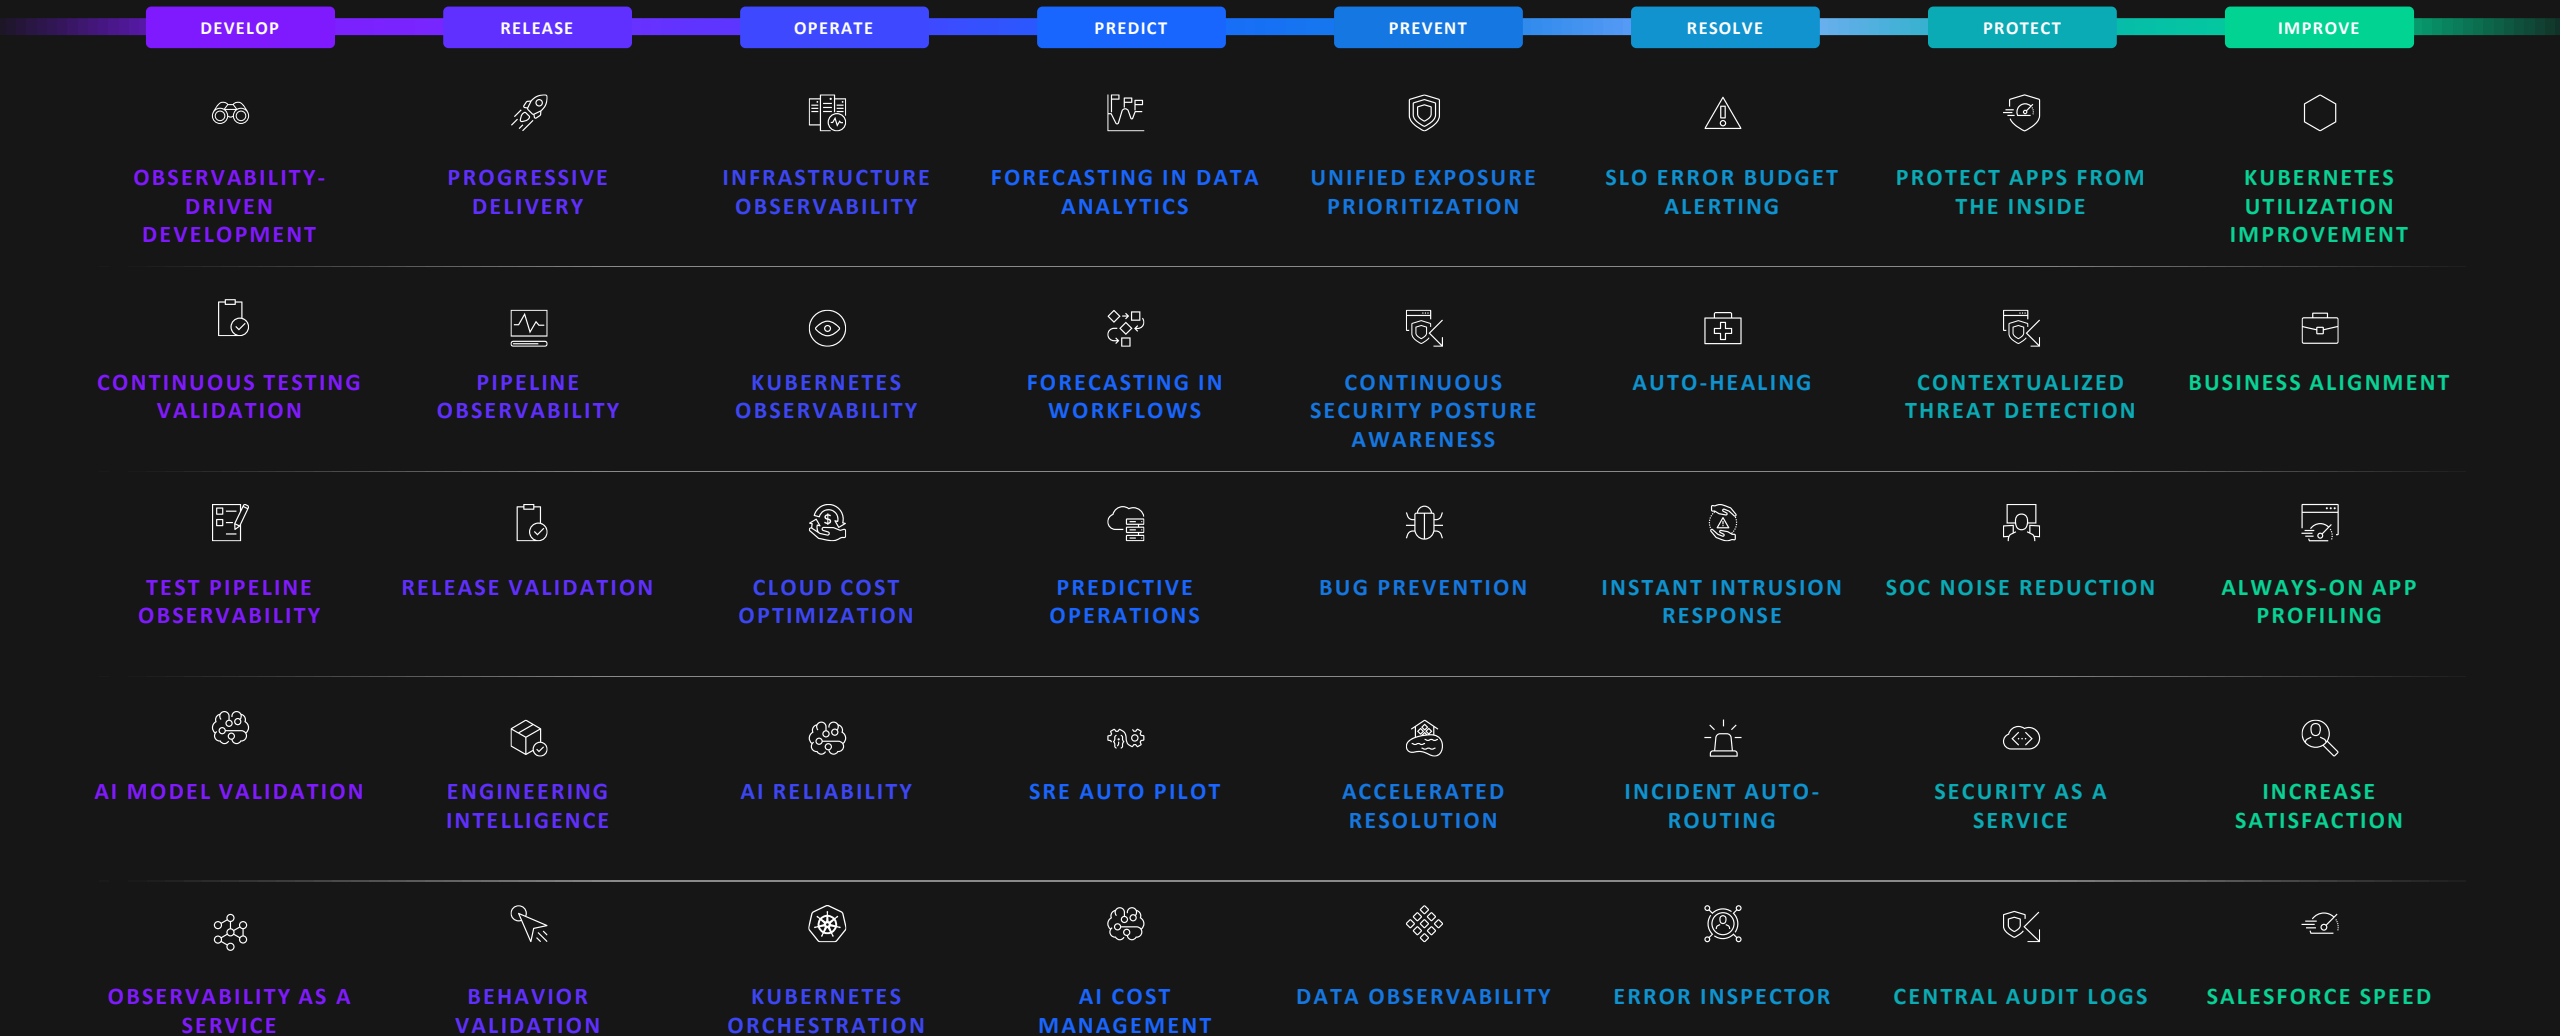 DEVELOP
RELEASE
OPERATE
PREDICT
PREVENT
RESOLVE
PROTECT
IMPROVE
OBSERVABILITY-
DRIVEN
DEVELOPMENT
PROGRESSIVE
DELIVERY
INFRASTRUCTURE
OBSERVABILITY
FORECASTING IN DATA
ANALYTICS
UNIFIED EXPOSURE
PRIORITIZATION
SLO ERROR BUDGET
ALERTING
PROTECT APPS FROM
THE INSIDE
KUBERNETES
UTILIZATION
IMPROVEMENT
CONTINUOUS TESTING
VALIDATION
PIPELINE
OBSERVABILITY
KUBERNETES
OBSERVABILITY
FORECASTING IN
WORKFLOWS
CONTINUOUS
SECURITY POSTURE
AWARENESS
AUTO-HEALING
CONTEXTUALIZED
THREAT DETECTION
BUSINESS ALIGNMENT
TEST PIPELINE
OBSERVABILITY
RELEASE VALIDATION
CLOUD COST
OPTIMIZATION
PREDICTIVE
OPERATIONS
BUG PREVENTION
INSTANT INTRUSION
RESPONSE
SOC NOISE REDUCTION
ALWAYS-ON APP
PROFILING
AI MODEL VALIDATION
ENGINEERING
INTELLIGENCE
AI RELIABILITY
SRE AUTO PILOT
ACCELERATED
RESOLUTION
INCIDENT AUTO-
ROUTING
SECURITY AS A
SERVICE
INCREASE
SATISFACTION
OBSERVABILITY AS A
SERVICE
BEHAVIOR
VALIDATION
KUBERNETES
ORCHESTRATION
AI COST
MANAGEMENT
DATA OBSERVABILITY
ERROR INSPECTOR
CENTRAL AUDIT LOGS
SALESFORCE SPEED